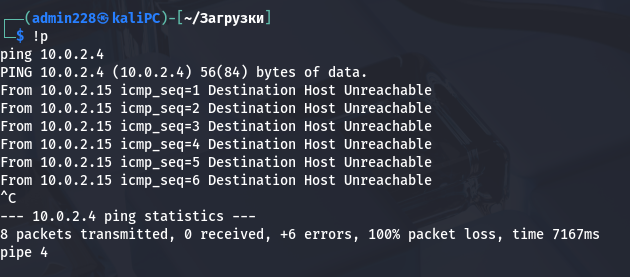 ┌──(admin228㉿kaliPC)-[~/Загрузки]
└─$ !p
ping 10.0.2.4
PING 10.0.2.4 (10.0.2.4) 56(84) bytes of data.
From 10.0.2.15 icmp_seq=1 Destination Host Unreachable
From 10.0.2.15 icmp_seq=2 Destination Host Unreachable
From 10.0.2.15 icmp_seq=3 Destination Host Unreachable
From 10.0.2.15 icmp_seq=4 Destination Host Unreachable
From 10.0.2.15 icmp_seq=5 Destination Host Unreachable
From 10.0.2.15 icmp_seq=6 Destination Host Unreachable
^C
--- 10.0.2.4 ping statistics ---
8 packets transmitted, 0 received, +6 errors, 100% packet loss, time 7167ms
pipe 4